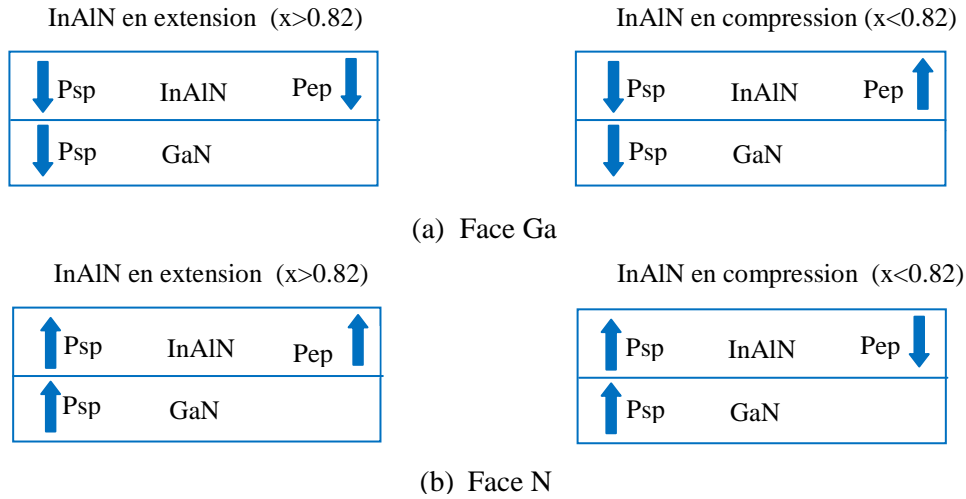 InAlN en extension (x>0.82)
InAlN en compression (x<0.82)
Psp InAlN Pep
Psp GaN
Psp InAlN Pep
Psp GaN
(a) Face Ga
InAlN en extension (x>0.82)
InAlN en compression (x<0.82)
Psp InAlN Pep
Psp GaN
Psp InAlN Pep
Psp GaN
(b) Face N